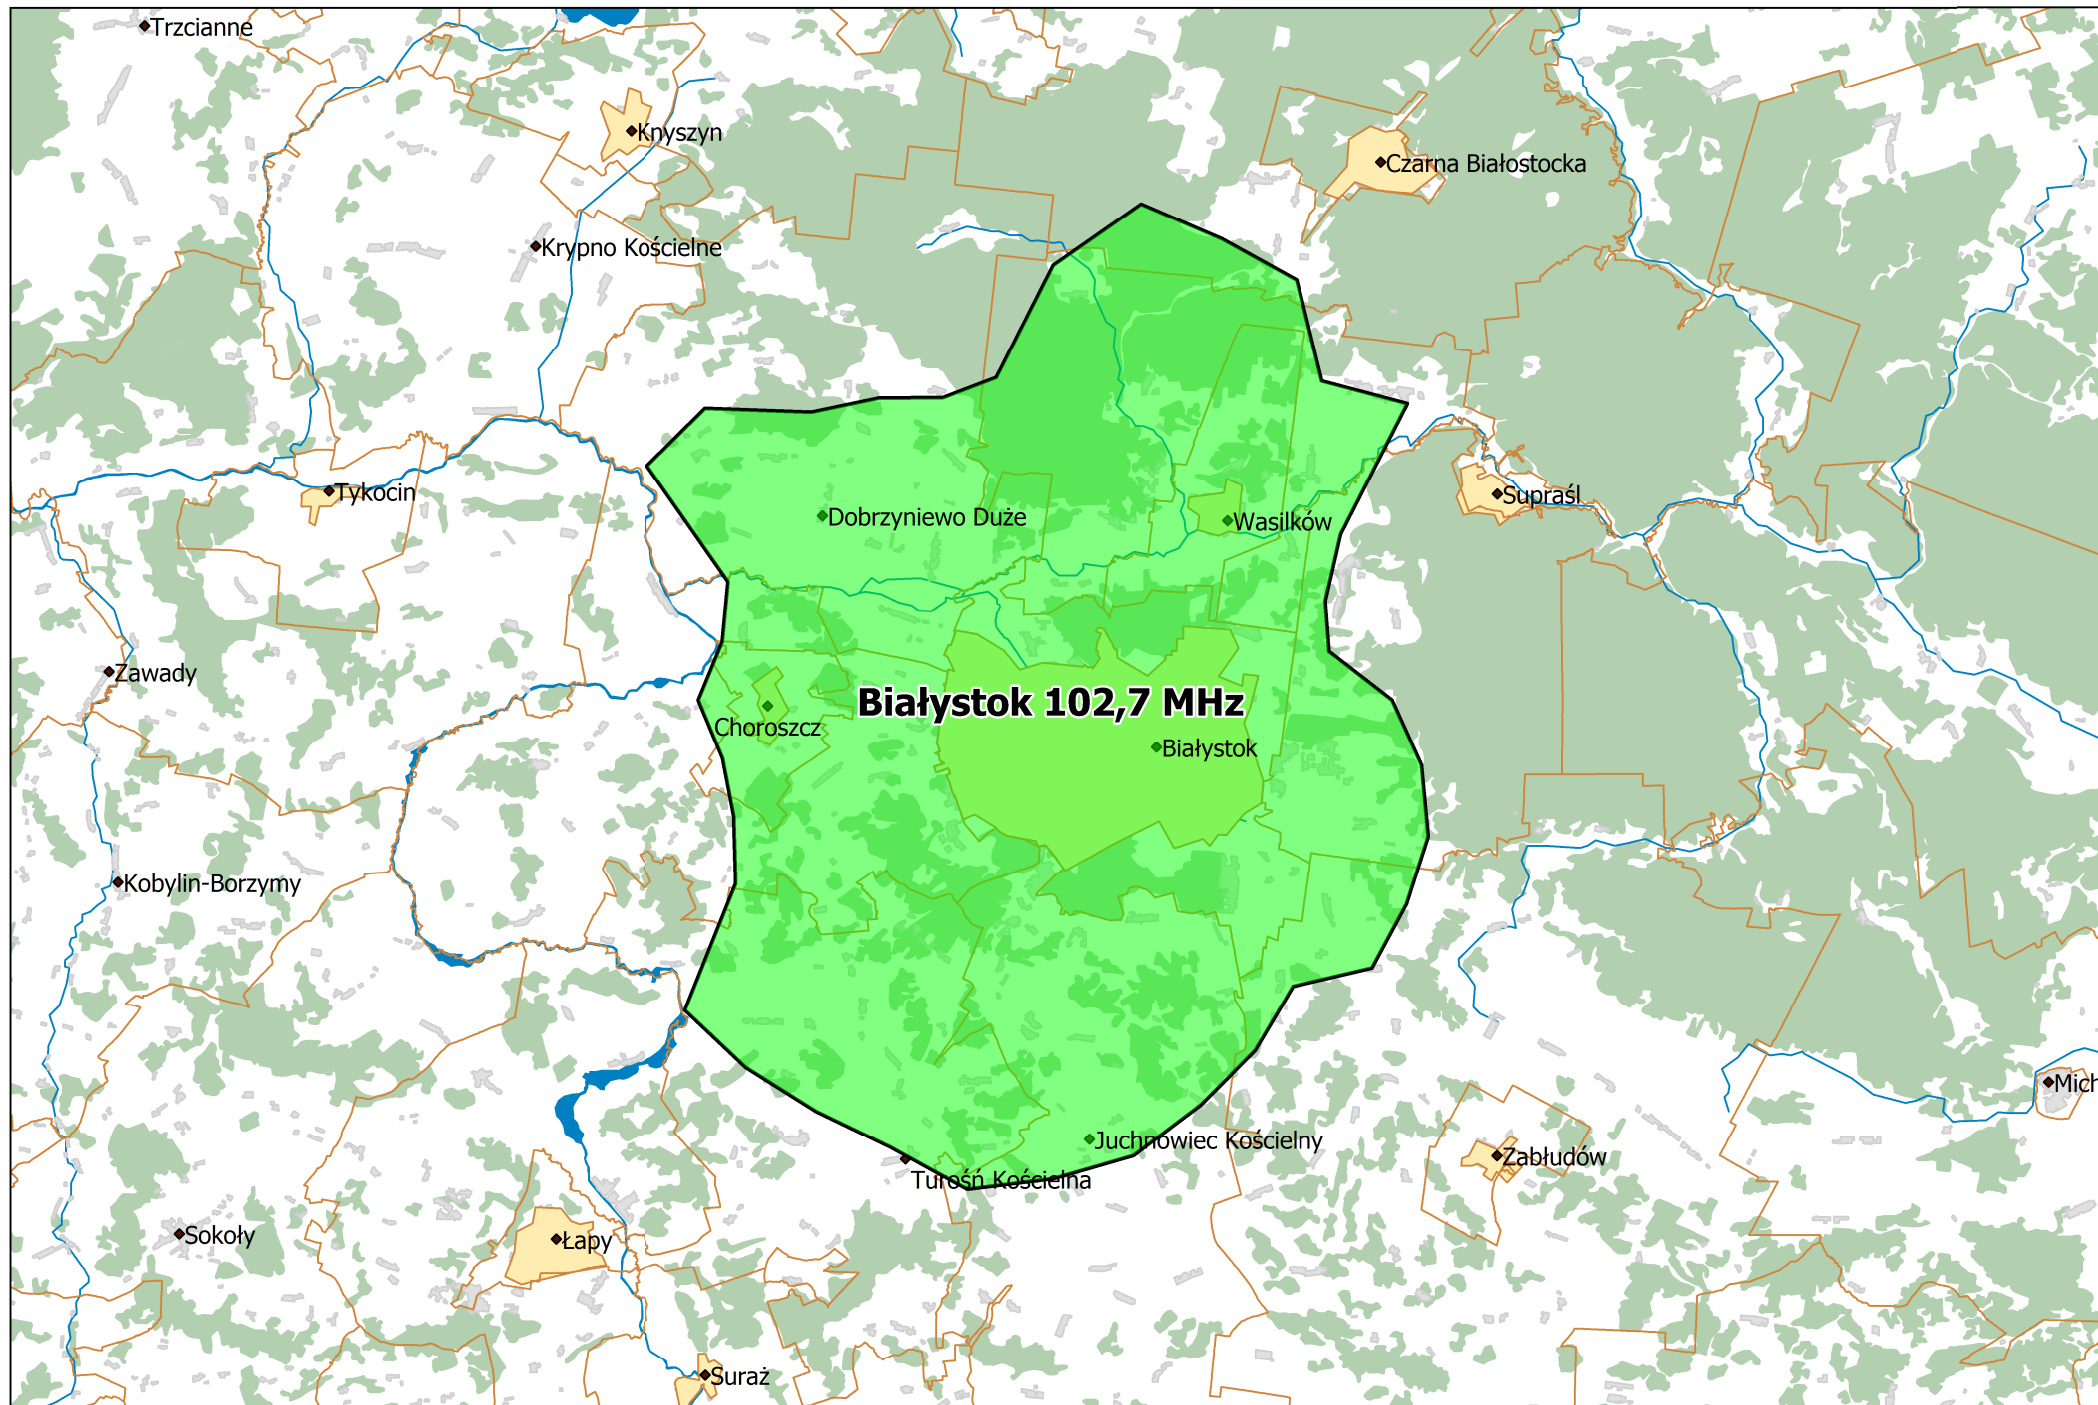 Trzcianne
Knyszyn
Czarna Białostocka
Krypno Kościelne
Tykocin
Supraśl
Dobrzyniewo Duże
Wasilków
Zawady
Białystok 102,7 MHz
Choroszcz
Białystok
Kobylin-Borzymy
Mich
Juchnowiec Kościelny
Zabłudów
Turośń Kościelna
Sokoły
Łapy
Suraż